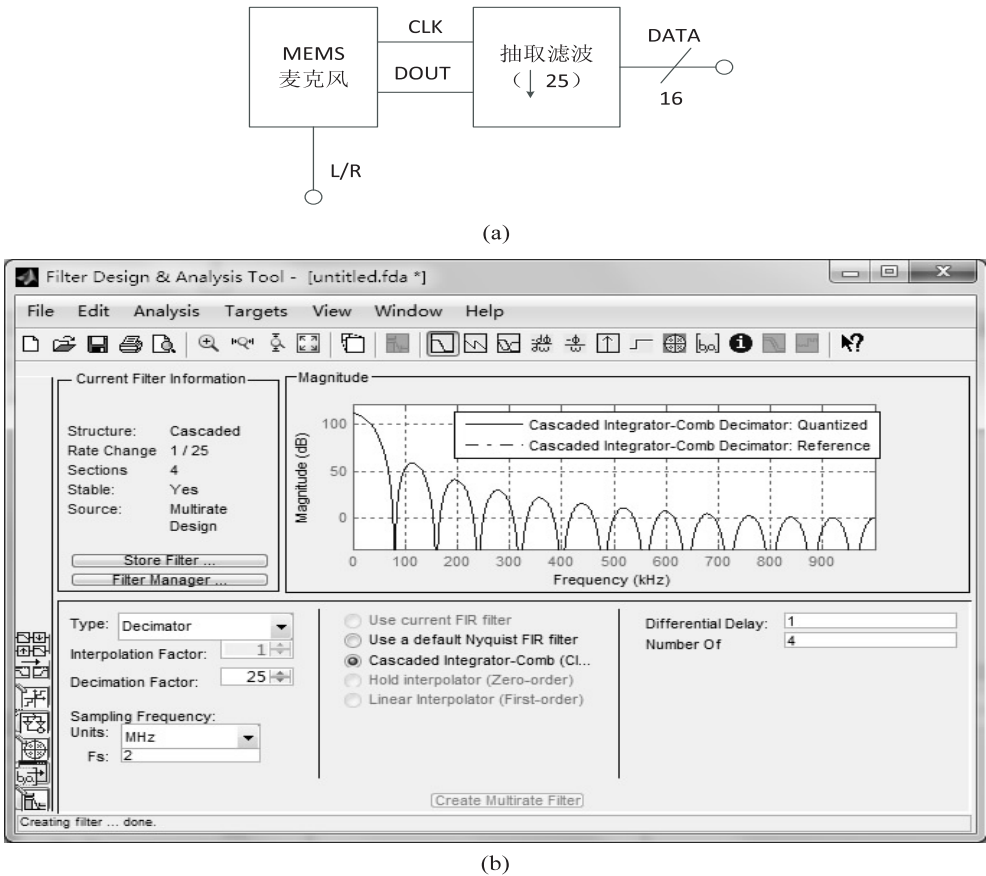 CLK
MEMS
麦克风
DOUT
抽取滤波
(↓ 25)
DATA
16
L/R
(a)
Filter Design & Analysis Tool - [untitled.fda *]
File Edit Analysis Targets View Window Help
Current Filter Information
Structure: Cascaded
Rate Change 1 / 25
Sections 4
Stable: Yes
Source: Multirate
Design
Store Filter ...
Filter Manager ...
Magnitude
Magnitude (dB)
100
50
0
Cascaded Integrator-Comb Decimator: Quantized
Cascaded Integrator-Comb Decimator: Reference
0 100 200 300 400 500 600 700 800 900
Frequency (kHz)
Type: Decimator
Interpolation Factor: 1
Decimation Factor: 25
Sampling Frequency:
Units: MHz
Fs: 2
Use current FIR filter
Use a default Nyquist FIR filter
Cascaded Integrator-Comb (CI...
Hold interpolator (Zero-order)
Linear Interpolator (First-order)
Differential Delay: 1
Number Of 4
Create Multirate Filter
Creating filter ... done.
(b)